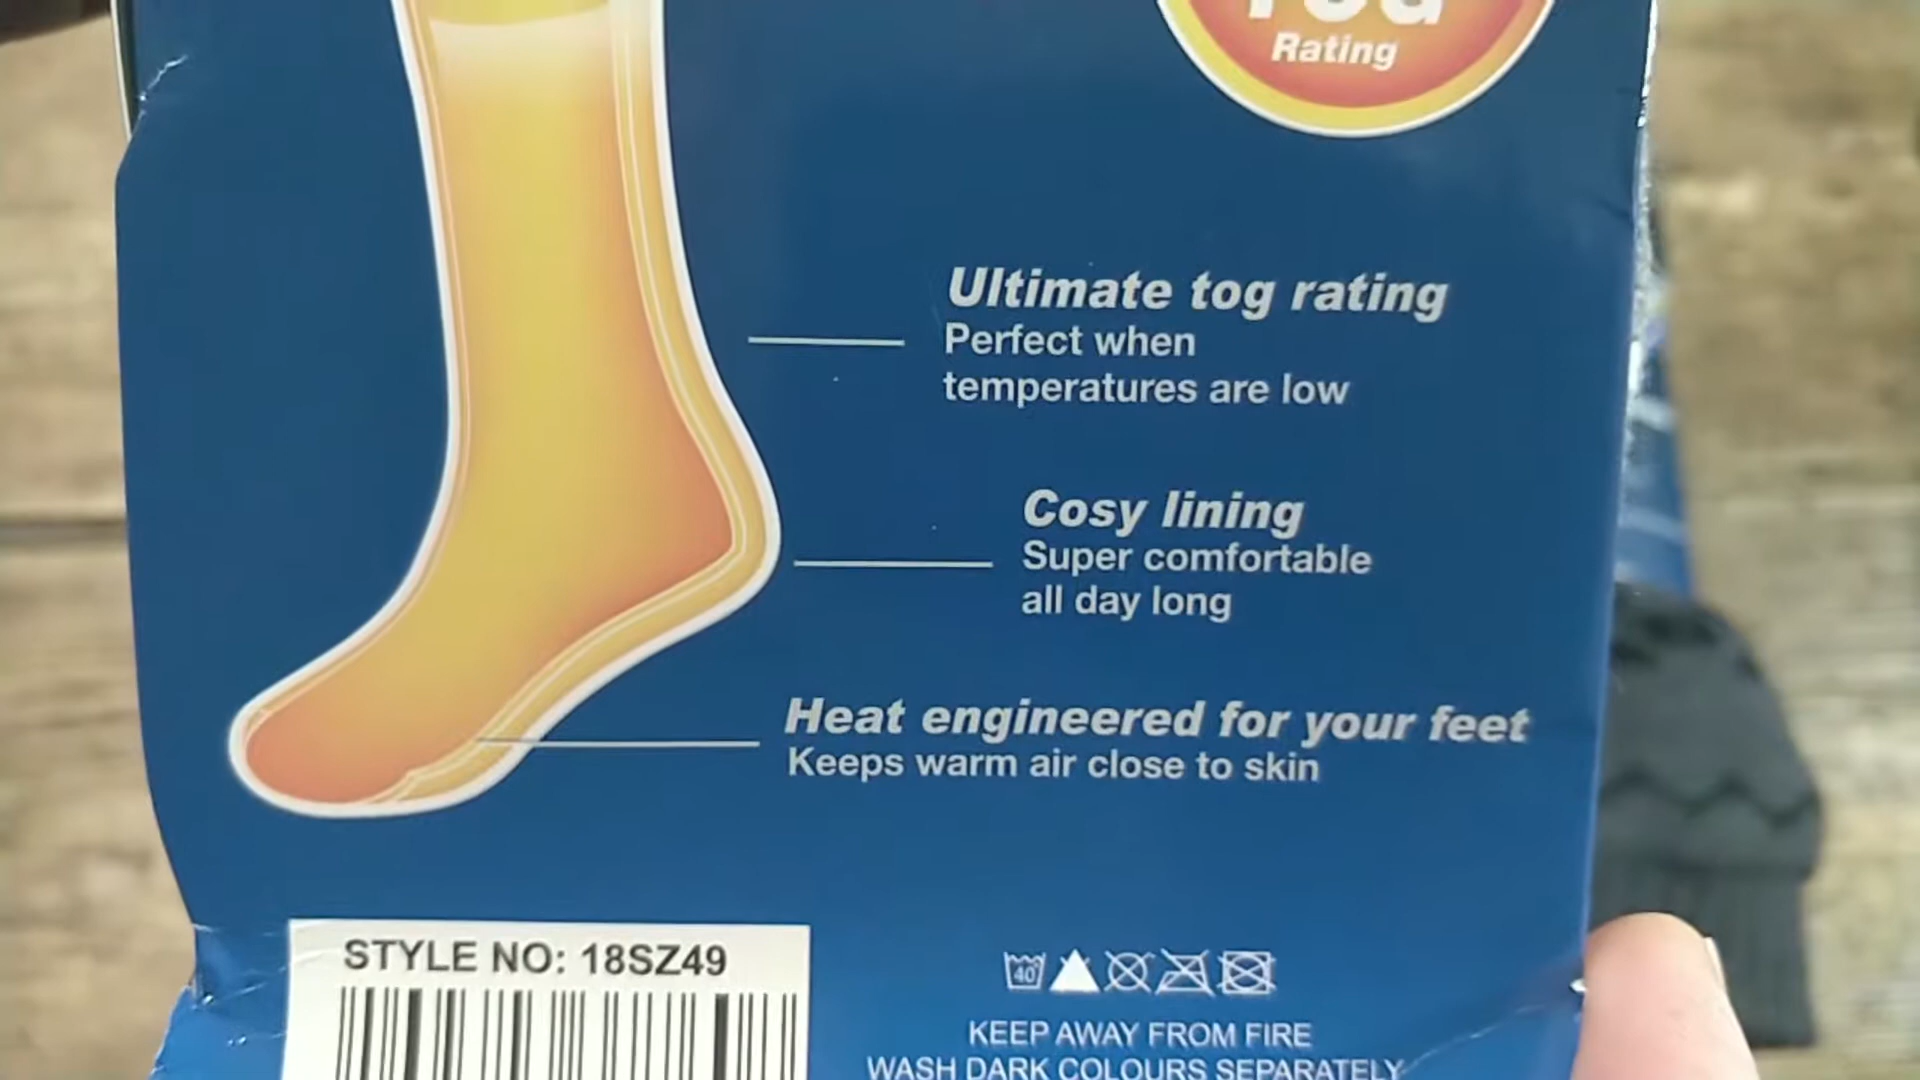 TOG
Rating
Ultimate tog rating
Perfect when
temperatures are low
Cosy lining
Super comfortable
all day long
Heat engineered for your feet
Keeps warm air close to skin
STYLE NO: 18SZ49
40
KEEP AWAY FROM FIRE
WASH DARK COLOURS SEPARATELY